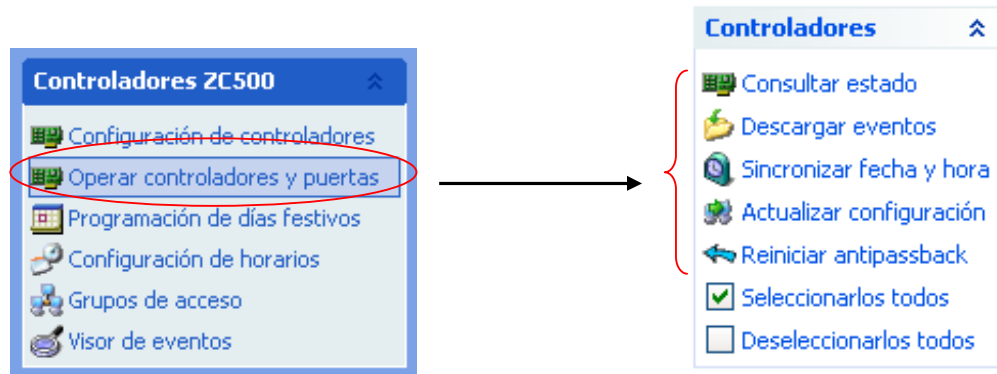 Controladores ZC500
Configuración de controladores
Operar controladores y puertas
Programación de días festivos
Configuración de horarios
Grupos de acceso
Visor de eventos
Controladores
Consultar estado
Descargar eventos
Sincronizar fecha y hora
Actualizar configuración
Reiniciar antipassback
Seleccionarlos todos
Deseleccionarlos todos